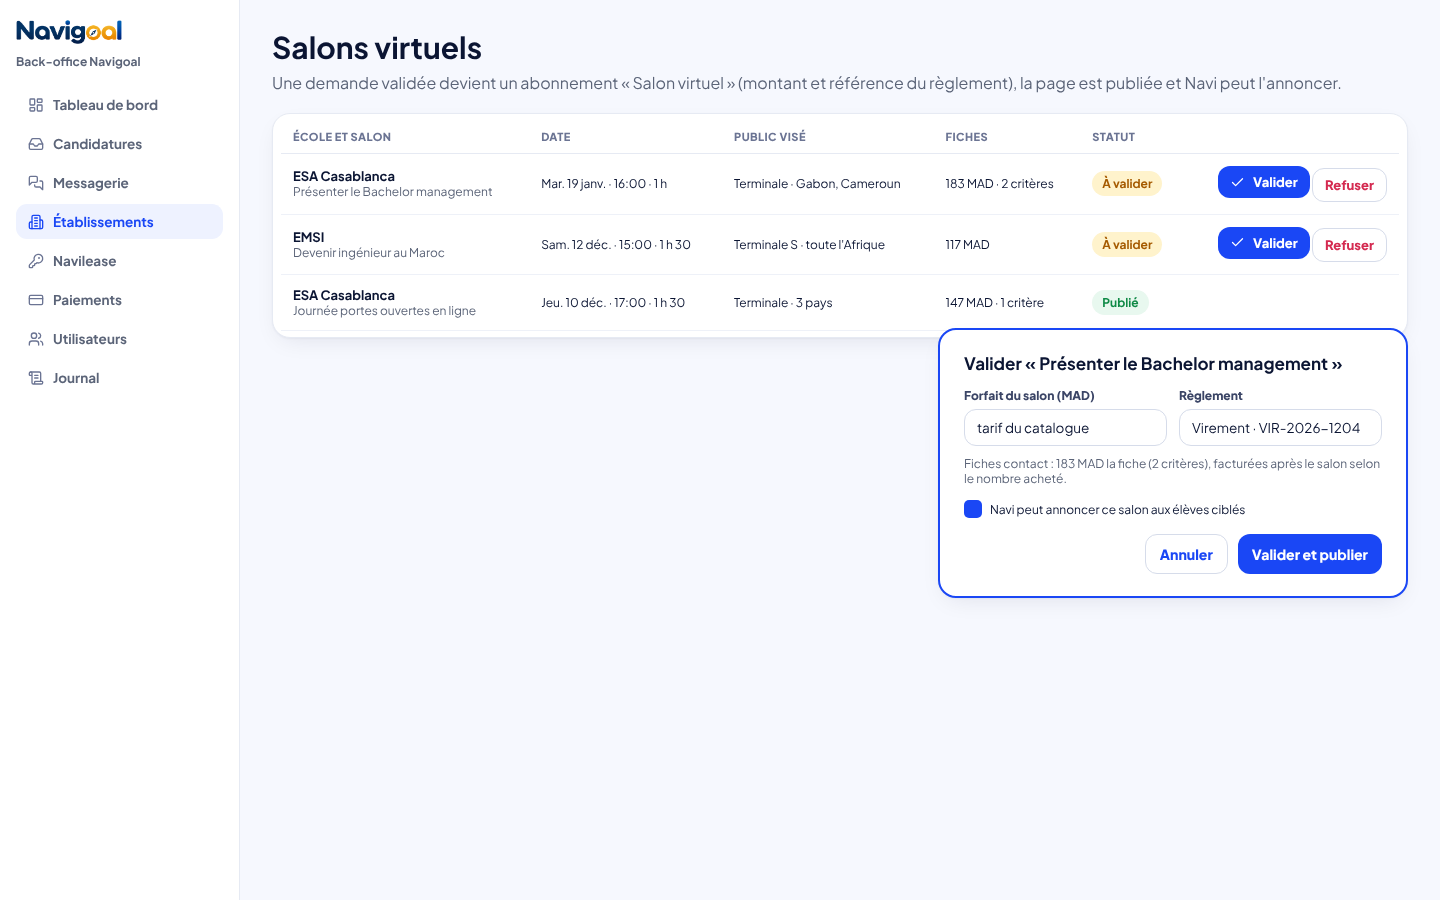 Navigoal
Back-office Navigoal
Tableau de bord
Candidatures
Messagerie
Établissements
Navilease
Paiements
Utilisateurs
Journal
Salons virtuels
Une demande validée devient un abonnement « Salon virtuel » (montant et référence du règlement), la page est publiée et Navi peut l'annoncer.
ÉCOLE ET SALON DATE PUBLIC VISÉ FICHES STATUT
ESA Casablanca
Présenter le Bachelor management
Mar. 19 janv. · 16:00 · 1 h
Terminale · Gabon, Cameroun
183 MAD · 2 critères
À valider
Valider
Refuser
EMSI
Devenir ingénieur au Maroc
Sam. 12 déc. · 15:00 · 1 h 30
Terminale S · toute l'Afrique
117 MAD
À valider
Valider
Refuser
ESA Casablanca
Journée portes ouvertes en ligne
Jeu. 10 déc. · 17:00 · 1 h 30
Terminale · 3 pays
147 MAD · 1 critère
Publié
Valider « Présenter le Bachelor management »
Forfait du salon (MAD) Règlement
tarif du catalogue Virement · VIR-2026-1204
Fiches contact : 183 MAD la fiche (2 critères), facturées après le salon selon
le nombre acheté.
Navi peut annoncer ce salon aux élèves ciblés
Annuler Valider et publier